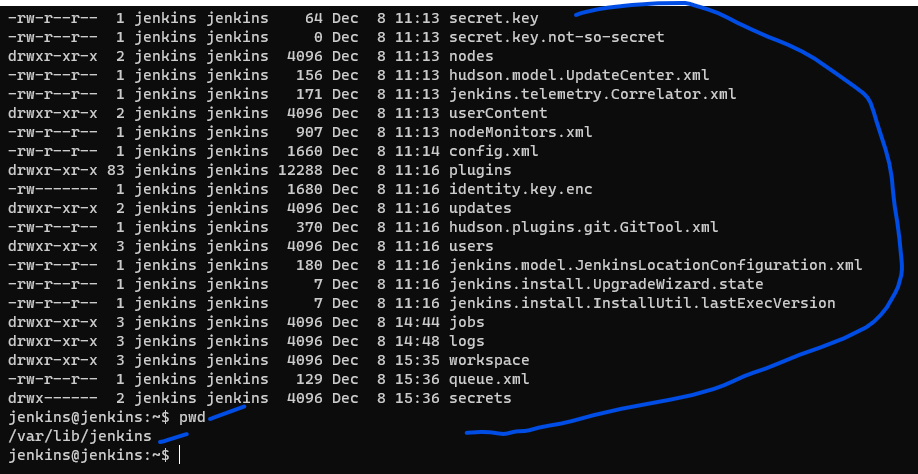 -rw-r--r--  1 jenkins jenkins    64 Dec  8 11:13 secret.key
-rw-r--r--  1 jenkins jenkins     0 Dec  8 11:13 secret.key.not-so-secret
drwxr-xr-x  2 jenkins jenkins  4096 Dec  8 11:13 nodes
-rw-r--r--  1 jenkins jenkins   156 Dec  8 11:13 hudson.model.UpdateCenter.xml
-rw-r--r--  1 jenkins jenkins   171 Dec  8 11:13 jenkins.telemetry.Correlator.xml
drwxr-xr-x  2 jenkins jenkins  4096 Dec  8 11:13 userContent
-rw-r--r--  1 jenkins jenkins   907 Dec  8 11:13 nodeMonitors.xml
-rw-r--r--  1 jenkins jenkins  1660 Dec  8 11:14 config.xml
drwxr-xr-x 83 jenkins jenkins 12288 Dec  8 11:16 plugins
-rw-------  1 jenkins jenkins  1680 Dec  8 11:16 identity.key.enc
drwxr-xr-x  2 jenkins jenkins  4096 Dec  8 11:16 updates
-rw-r--r--  1 jenkins jenkins   370 Dec  8 11:16 hudson.plugins.git.GitTool.xml
drwxr-xr-x  3 jenkins jenkins  4096 Dec  8 11:16 users
-rw-r--r--  1 jenkins jenkins   180 Dec  8 11:16 jenkins.model.JenkinsLocationConfiguration.xml
-rw-r--r--  1 jenkins jenkins     7 Dec  8 11:16 jenkins.install.UpgradeWizard.state
-rw-r--r--  1 jenkins jenkins     7 Dec  8 11:16 jenkins.install.InstallUtil.lastExecVersion
drwxr-xr-x  3 jenkins jenkins  4096 Dec  8 14:44 jobs
drwxr-xr-x  3 jenkins jenkins  4096 Dec  8 14:48 logs
drwxr-xr-x  3 jenkins jenkins  4096 Dec  8 15:35 workspace
-rw-r--r--  1 jenkins jenkins   129 Dec  8 15:36 queue.xml
drwx------  2 jenkins jenkins  4096 Dec  8 15:36 secrets
jenkins@jenkins:~$ pwd
/var/lib/jenkins
jenkins@jenkins:~$